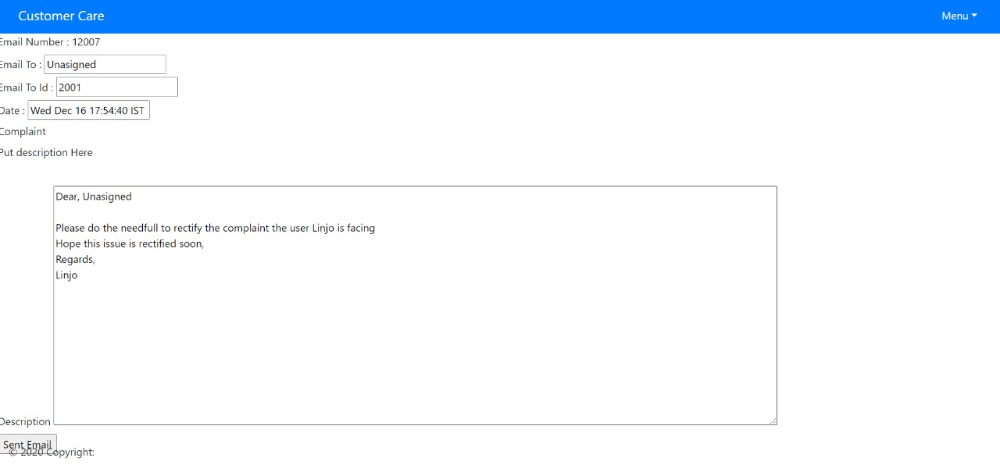 Customer Care
Menu
Email Number : 12007
Email To : Unasigned
Email To Id : 2001
Date : Wed Dec 16 17:54:40 IST
Complaint
Put description Here
Dear, Unasigned
Please do the needfull to rectify the complaint the user Linjo is facing
Hope this issue is rectified soon,
Regards,
Linjo
Description
Sent Email
© 2020 Copyright: